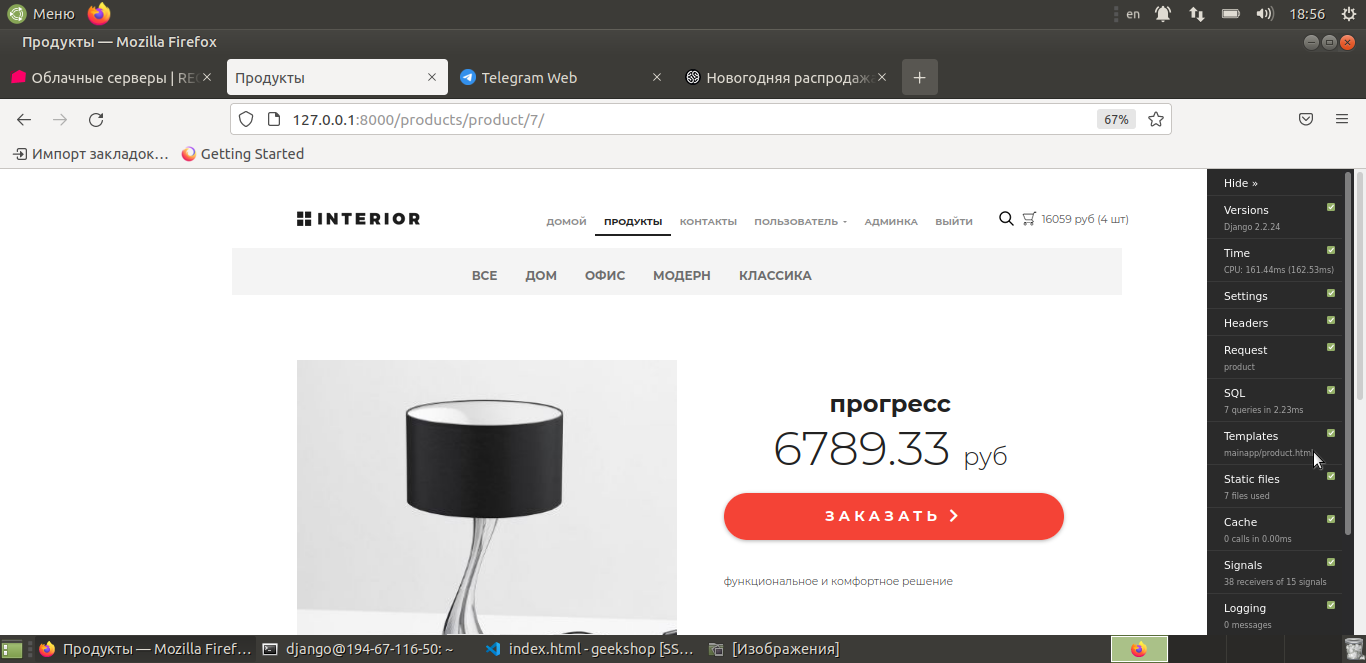 Меню
en
18:56
Продукты — Mozilla Firefox
Облачные серверы | REG
Продукты
Telegram Web
Новогодняя распродажа
127.0.0.1:8000/products/product/7/
67%
Импорт закладок…
Getting Started
INTERIOR
ДОМОЙ
ПРОДУКТЫ
КОНТАКТЫ
ПОЛЬЗОВАТЕЛЬ
АДМИНКА
ВЫЙТИ
16059 руб (4 шт)
ВСЕ
ДОМ
ОФИС
МОДЕРН
КЛАССИКА
прогресс
6789.33 руб
ЗАКАЗАТЬ
функциональное и комфортное решение
Hide »
Versions
Django 2.2.24
Time
CPU: 161.44ms (162.53ms)
Settings
Headers
Request
product
SQL
7 queries in 2.23ms
Templates
mainapp/product.html
Static files
7 files used
Cache
0 calls in 0.00ms
Signals
38 receivers of 15 signals
Logging
0 messages
Продукты — Mozilla Firef…
django@194-67-116-50: ~
index.html - geekshop [SS…
[Изображения]